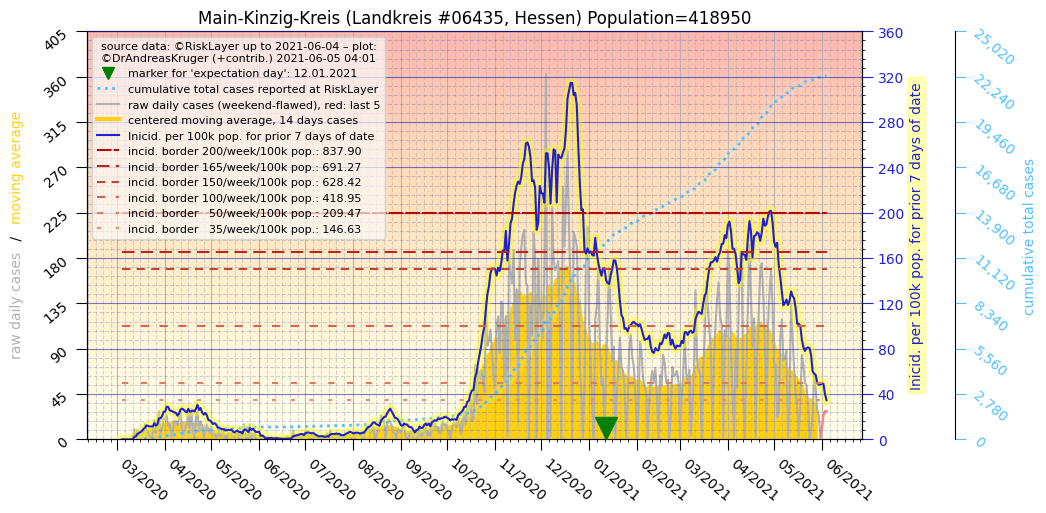 Main-Kinzig-Kreis (Landkreis #06435, Hessen) Population=418950
source data: ©RiskLayer up to 2021-06-04 – plot:
©DrAndreasKruger (+contrib.) 2021-06-05 04:01
marker for 'expectation day': 12.01.2021
cumulative total cases reported at RiskLayer
raw daily cases (weekend-flawed), red: last 5
centered moving average, 14 days cases
Inicid. per 100k pop. for prior 7 days of date
incid. border 200/week/100k pop.: 837.90
incid. border 165/week/100k pop.: 691.27
incid. border 150/week/100k pop.: 628.42
incid. border 100/week/100k pop.: 418.95
incid. border 50/week/100k pop.: 209.47
incid. border 35/week/100k pop.: 146.63
raw daily cases / moving average
405
360
315
270
225
180
135
90
45
0
03/2020
04/2020
05/2020
06/2020
07/2020
08/2020
09/2020
10/2020
11/2020
12/2020
01/2021
02/2021
03/2021
04/2021
05/2021
06/2021
360
320
280
240
200
160
120
80
40
0
Inicid. per 100k pop. for prior 7 days of date
25,020
22,240
19,460
16,680
13,900
11,120
8,340
5,560
2,780
0
cumulative total cases